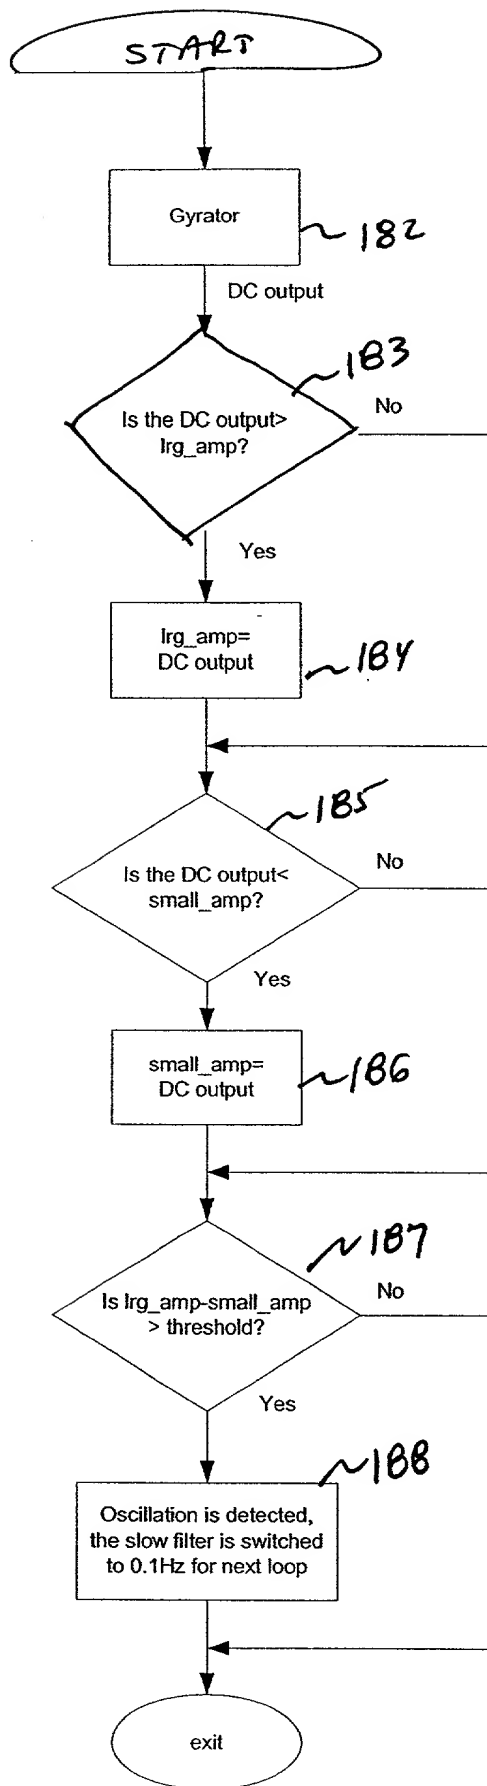 START
Gyrator
182
DC output
183
Is the DC output>
lrg_amp?
No
Yes
lrg_amp=
DC output
184
185
Is the DC output<
small_amp?
No
Yes
small_amp=
DC output
186
187
Is lrg_amp-small_amp
> threshold?
No
Yes
188
Oscillation is detected,
the slow filter is switched
to 0.1Hz for next loop
exit